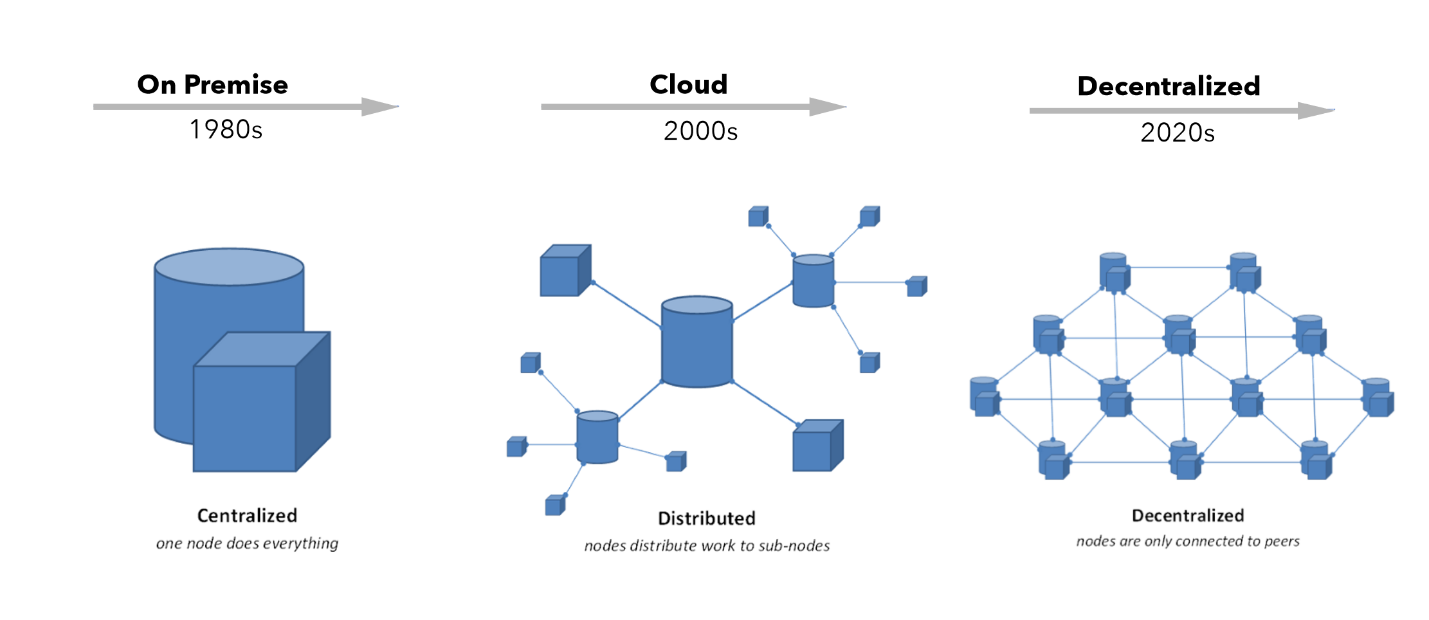 On Premise
1980s
Cloud
2000s
Decentralized
2020s
Centralized
one node does everything
Distributed
nodes distribute work to sub-nodes
Decentralized
nodes are only connected to peers